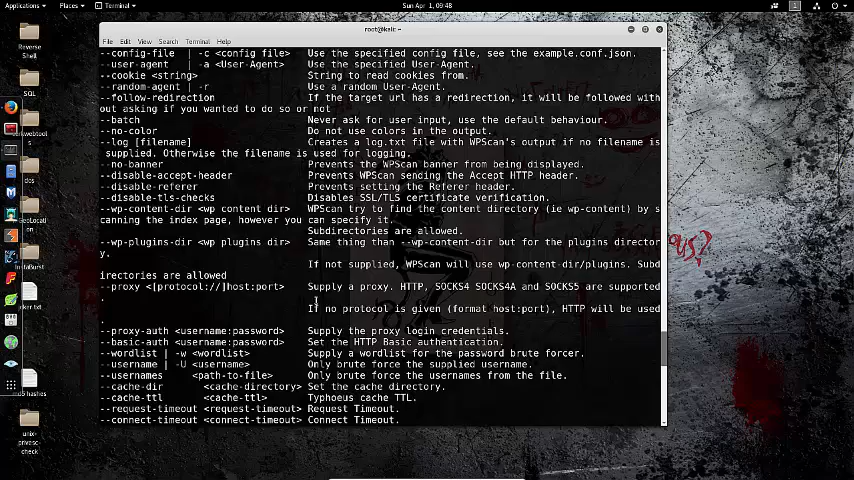 Applications
Places
Terminal
Sun Apr 1, 09:48
1
root@kali: ~
File Edit View Search Terminal Help
--config-file | -c <config file> Use the specified config file, see the example.conf.json.
--user-agent | -a <User-Agent> Use the specified User-Agent.
--cookie <string> String to read cookies from.
--random-agent | -r Use a random User-Agent.
--follow-redirection If the target url has a redirection, it will be followed with
out asking if you wanted to do so or not
--batch Never ask for user input, use the default behaviour.
--no-color Do not use colors in the output.
--log [filename] Creates a log.txt file with WPScan's output if no filename is
supplied. Otherwise the filename is used for logging.
--no-banner Prevents the WPScan banner from being displayed.
--disable-accept-header Prevents WPScan sending the Accept HTTP header.
--disable-referer Prevents setting the Referer header.
--disable-tls-checks Disables SSL/TLS certificate verification.
--wp-content-dir <wp content dir> WPScan try to find the content directory (ie wp-content) by s
canning the index page, however you can specify it.
Subdirectories are allowed.
--wp-plugins-dir <wp plugins dir> Same thing than --wp-content-dir but for the plugins director
y.
If not supplied, WPScan will use wp-content-dir/plugins. Subd
irectories are allowed
--proxy <[protocol://]host:port> Supply a proxy. HTTP, SOCKS4 SOCKS4A and SOCKS5 are supported
.
If no protocol is given (format host:port), HTTP will be used
.
--proxy-auth <username:password> Supply the proxy login credentials.
--basic-auth <username:password> Set the HTTP Basic authentication.
--wordlist | -w <wordlist> Supply a wordlist for the password brute forcer.
--username | -U <username> Only brute force the supplied username.
--usernames <path-to-file> Only brute force the usernames from the file.
--cache-dir <cache-directory> Set the cache directory.
--cache-ttl <cache-ttl> Typhoeus cache TTL.
--request-timeout <request-timeout> Request Timeout.
--connect-timeout <connect-timeout> Connect Timeout.
Reverse
Shell
SQL
dos
InstaBurst
unix-
privesc-
check